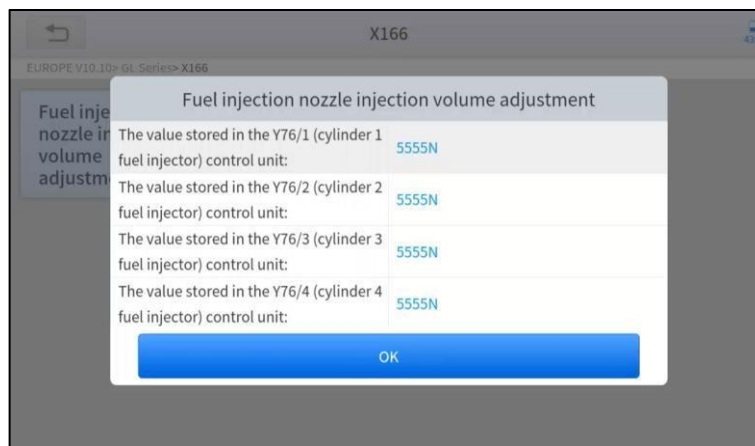 X166
EUROPE V10.10> GL Series> X166
Fuel inje
nozzle in
volume
adjustm
Fuel injection nozzle injection volume adjustment
The value stored in the Y76/1 (cylinder 1
fuel injector) control unit:
5555N
The value stored in the Y76/2 (cylinder 2
fuel injector) control unit:
5555N
The value stored in the Y76/3 (cylinder 3
fuel injector) control unit:
5555N
The value stored in the Y76/4 (cylinder 4
fuel injector) control unit:
5555N
OK